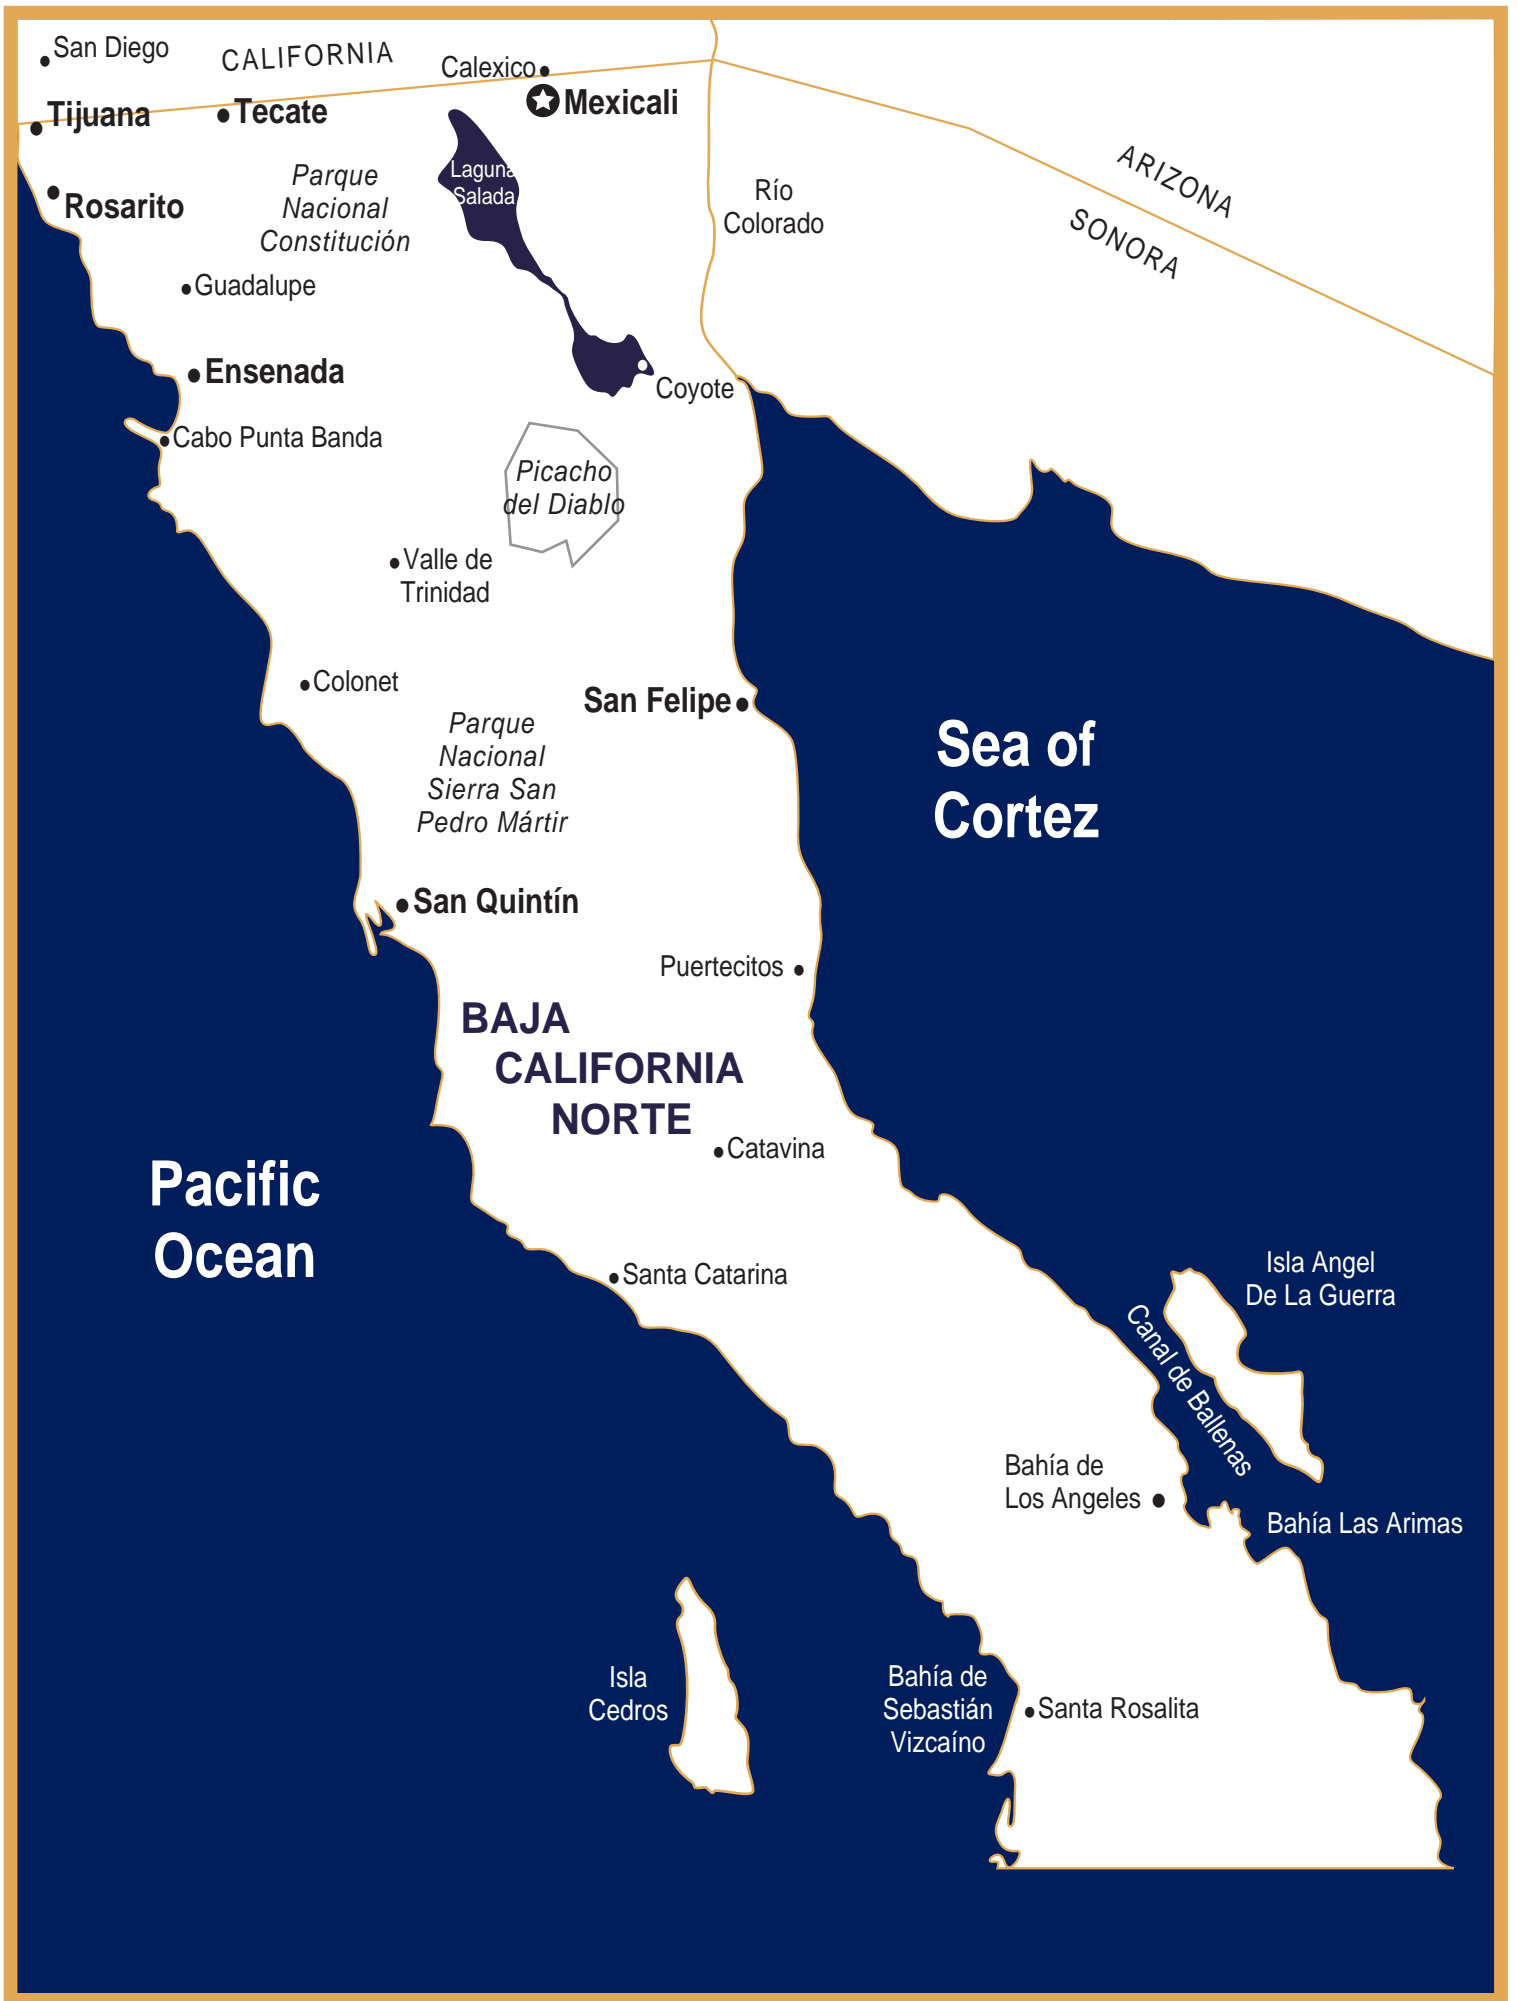 San Diego
CALIFORNIA
Calexico
Tijuana
Tecate
Mexicali
ARIZONA
Parque
Nacional
Constitución
Laguna
Salada
Río
Colorado
Rosarito
SONORA
Guadalupe
Ensenada
Coyote
Cabo Punta Banda
Picacho
del Diablo
Valle de
Trinidad
Colonet
San Felipe
Parque
Nacional
Sierra San
Pedro Mártir
Sea of
Cortez
San Quintín
Puertecitos
BAJA
CALIFORNIA
NORTE
Catavina
Pacific
Ocean
Santa Catarina
Isla Angel
De La Guerra
Canal de Ballenas
Bahía de
Los Angeles
Bahía Las Arimas
Isla
Cedros
Bahía de
Sebastián
Vizcaíno
Santa Rosalita